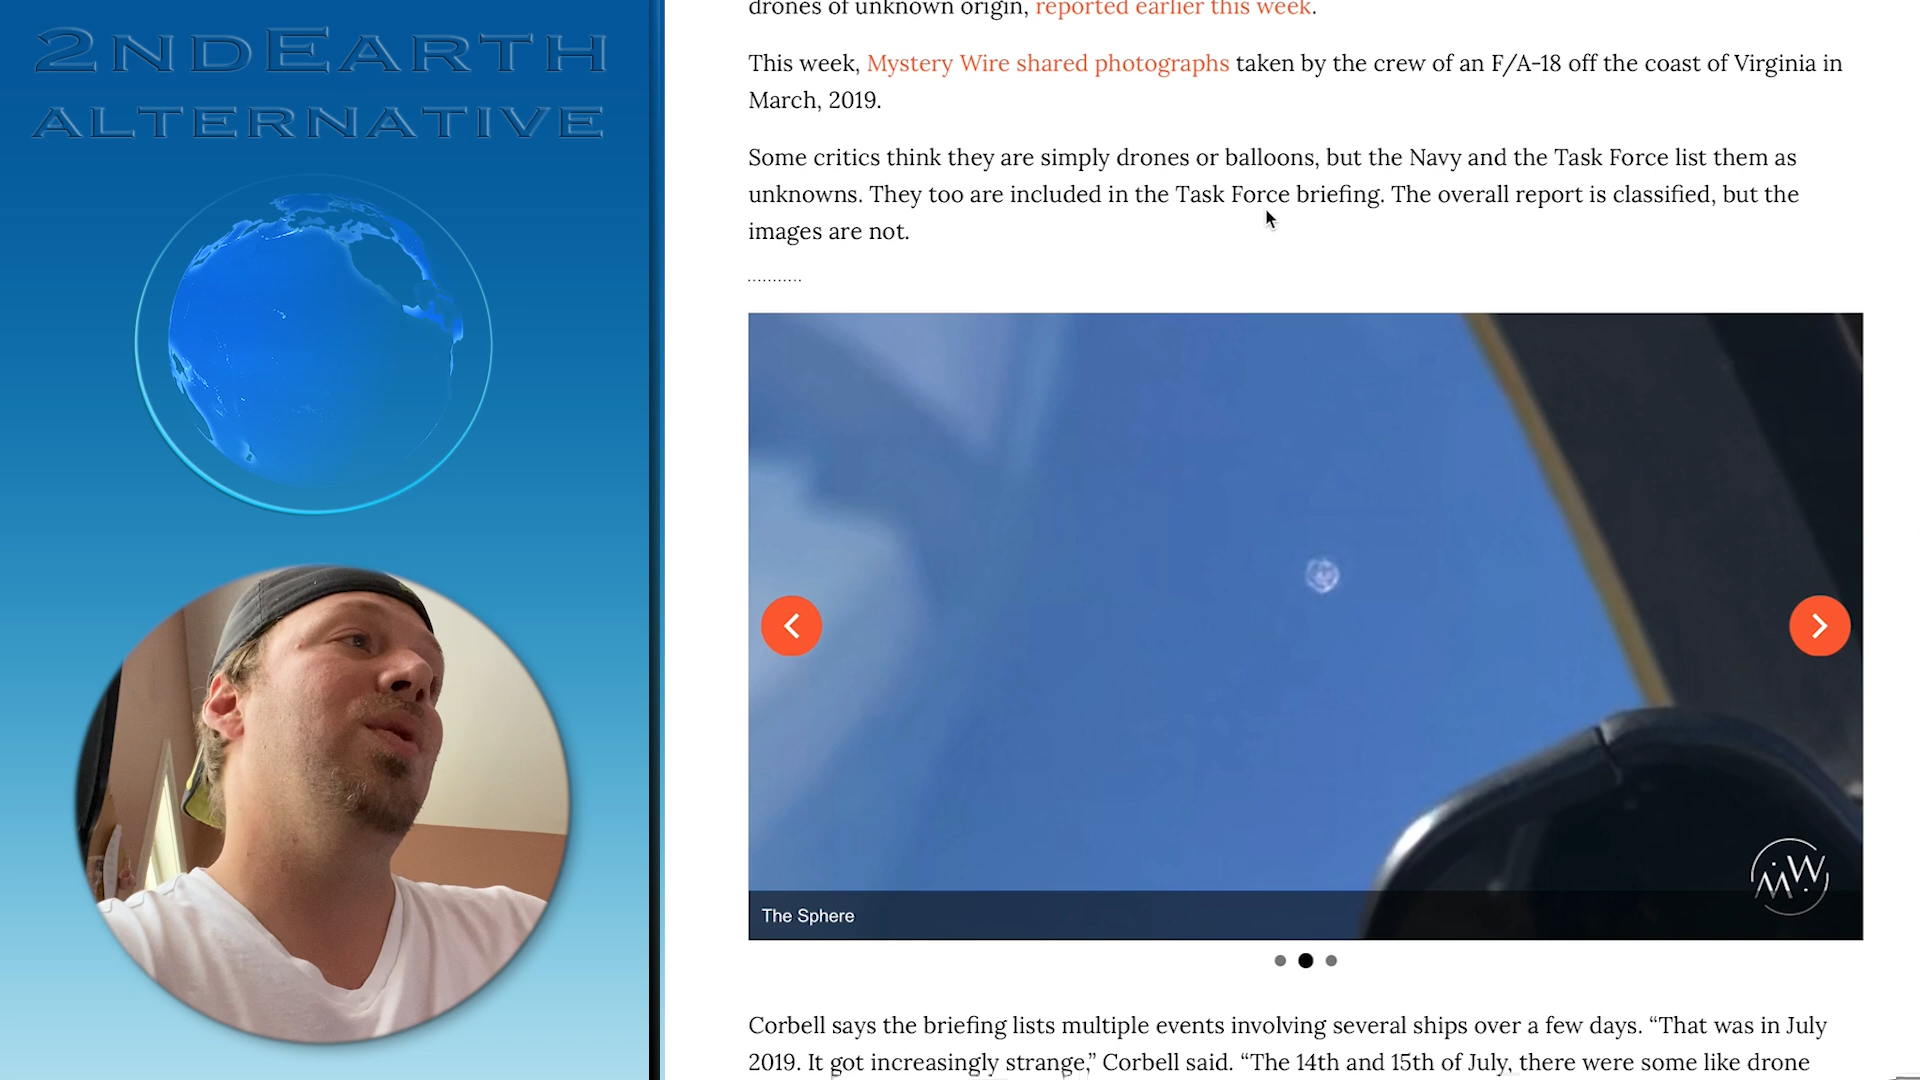 2NDEARTH
ALTERNATIVE
drones of unknown origin, reported earlier this week.
This week, Mystery Wire shared photographs taken by the crew of an F/A-18 off the coast of Virginia in
March, 2019.
Some critics think they are simply drones or balloons, but the Navy and the Task Force list them as
unknowns. They too are included in the Task Force briefing. The overall report is classified, but the
images are not.
...........
MW
The Sphere
Corbell says the briefing lists multiple events involving several ships over a few days. “That was in July
2019. It got increasingly strange,” Corbell said. “The 14th and 15th of July, there were some like drone